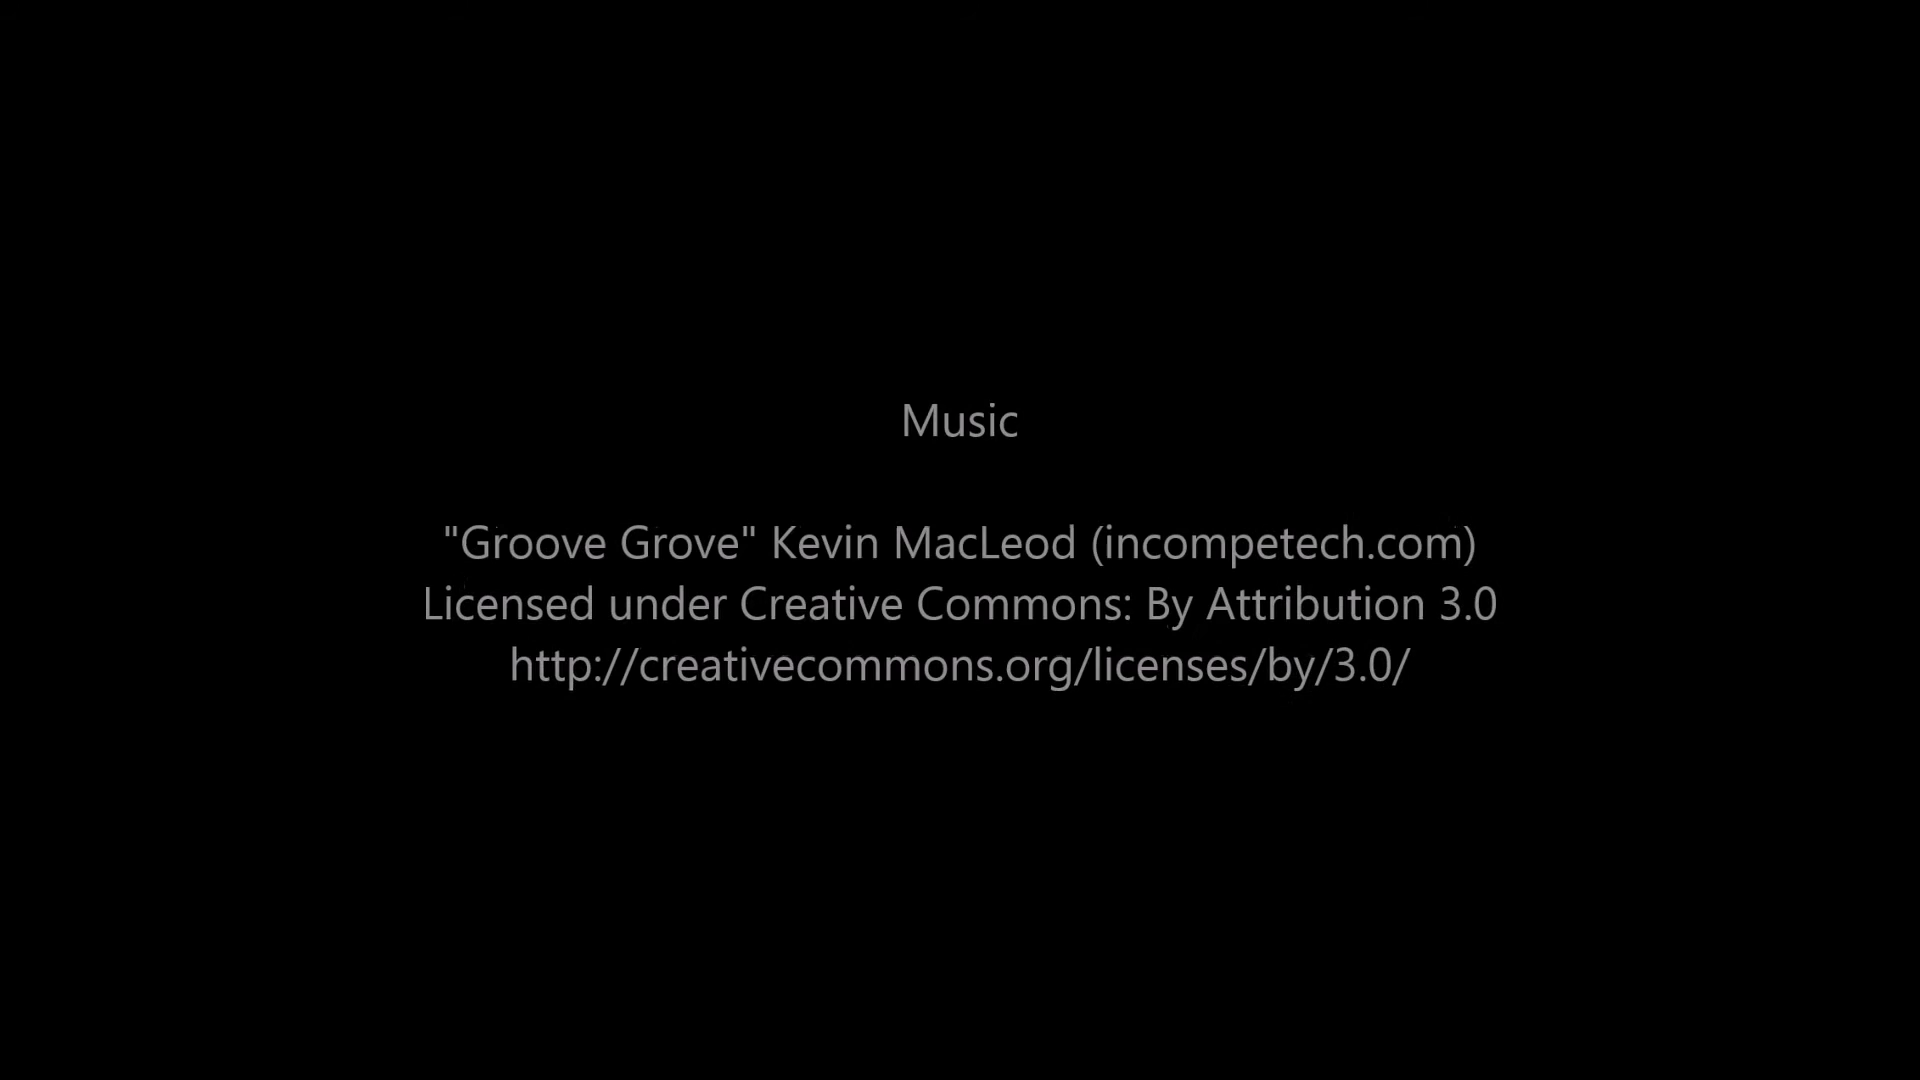 Music
"Groove Grove" Kevin MacLeod (incompetech.com)
Licensed under Creative Commons: By Attribution 3.0
http://creativecommons.org/licenses/by/3.0/